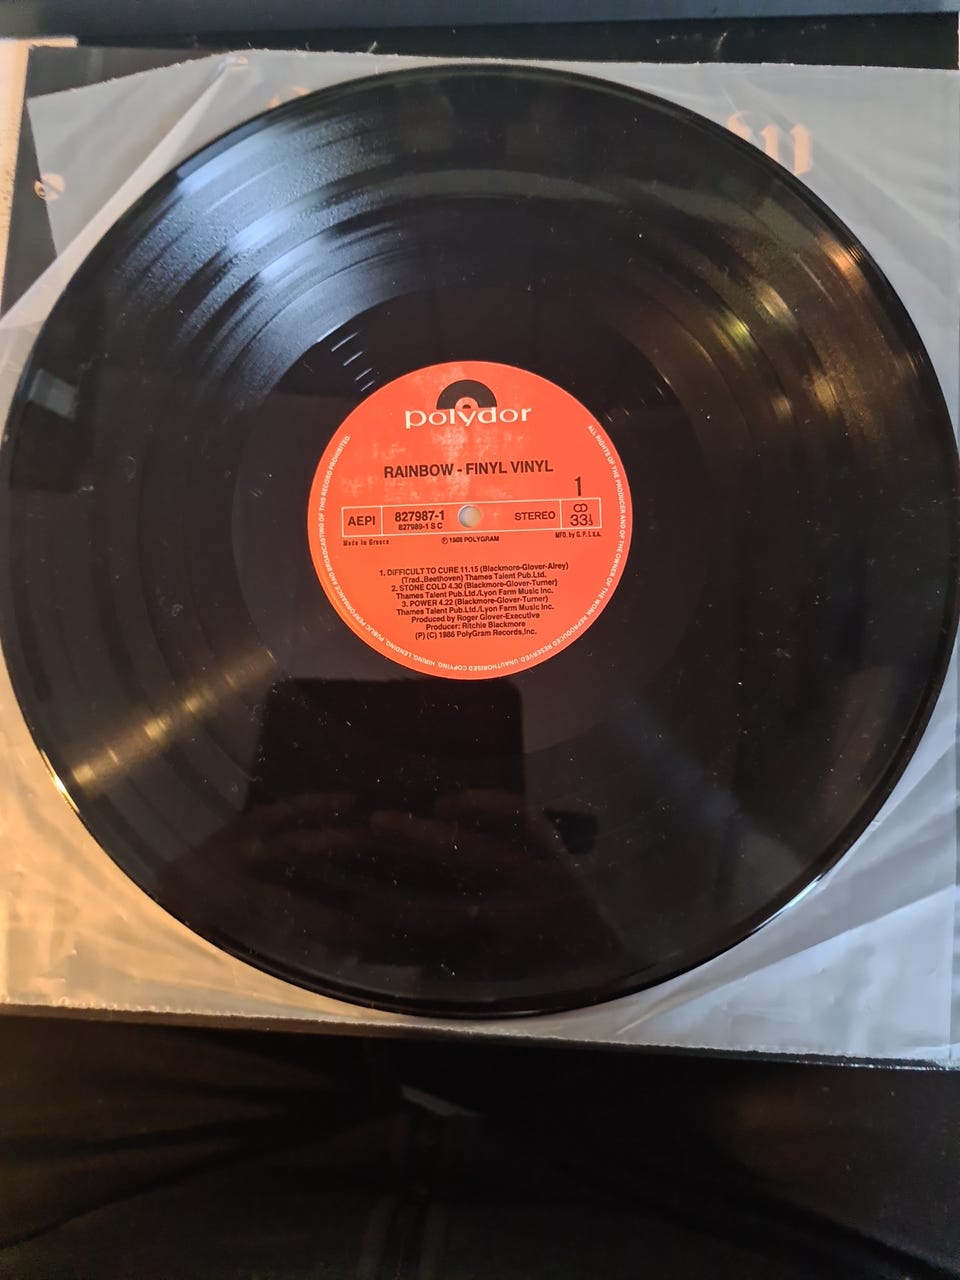 polydor
RAINBOW - FINYL VINYL
1
AEPI
827987-1
827989-1 S C
STEREO
33⅓
Made in Greece
Ⓟ 1986 POLYGRAM
MFD. by G. P. I. S.A.
1. DIFFICULT TO CURE 11.15 (Blackmore-Glover-Alrey)
(Trad.,Beethoven) Thames Talent Pub.Ltd.
2. STONE COLD 4.30 (Blackmore-Glover-Turner)
Thames Talent Pub.Ltd./Lyon Farm Music Inc.
3. POWER 4.22 (Blackmore-Glover-Turner)
Thames Talent Pub.Ltd./Lyon Farm Music Inc.
Produced by Roger Glover-Executive
Producer: Ritchie Blackmore
(P) (C) 1986 PolyGram Records,Inc.
ALL RIGHTS OF THE PRODUCER AND OF THE OWNER OF THE WORK REPRODUCED RESERVED. UNAUTHORISED COPYING, HIRING, LENDING, PUBLIC PERFORMANCE AND BROADCASTING OF THIS RECORD PROHIBITED.